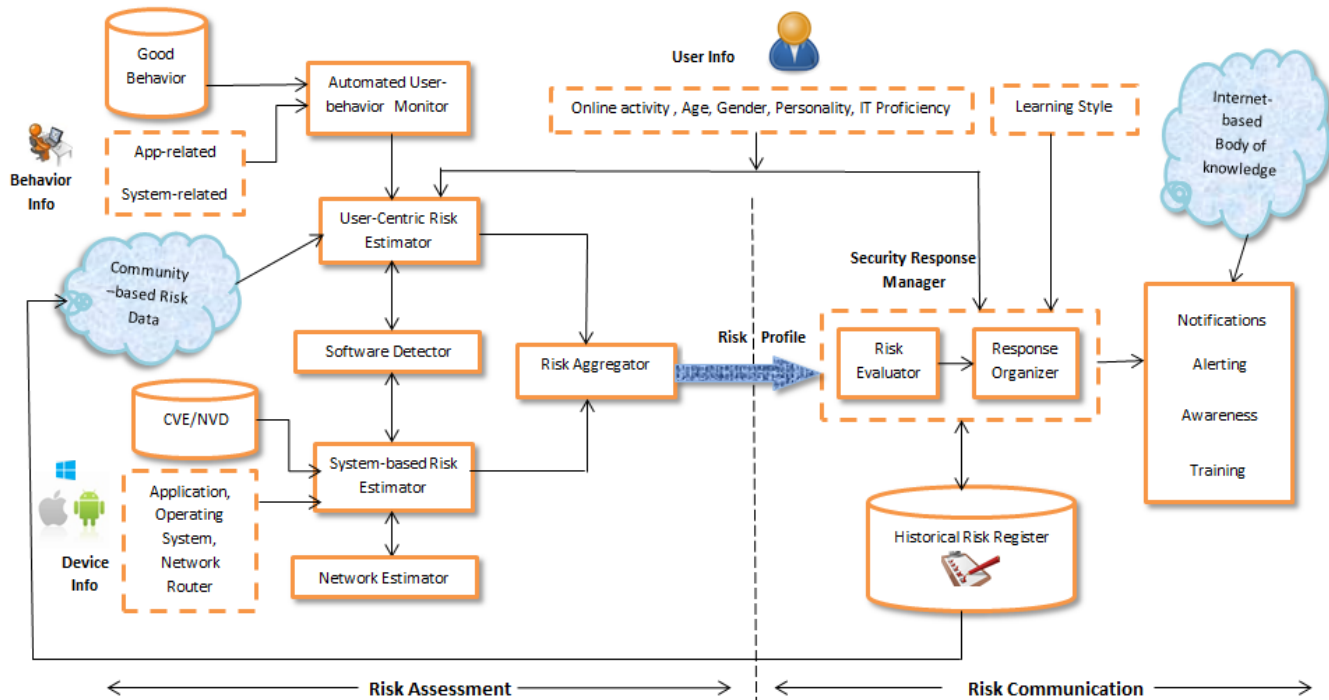 Good
Behavior
Automated User-
behavior Monitor
User Info
Online activity , Age, Gender, Personality, IT Proficiency
Learning Style
Internet-
based
Body of
knowledge
App-related
System-related
Behavior
Info
User-Centric Risk
Estimator
Community
–based Risk
Data
Security Response
Manager
Software Detector
Risk Aggregator
Risk Profile
Risk
Evaluator
Response
Organizer
Notifications
Alerting
Awareness
Training
CVE/NVD
System-based Risk
Estimator
Application,
Operating
System,
Network
Router
Device
Info
Network Estimator
Historical Risk Register
Risk Assessment
Risk Communication